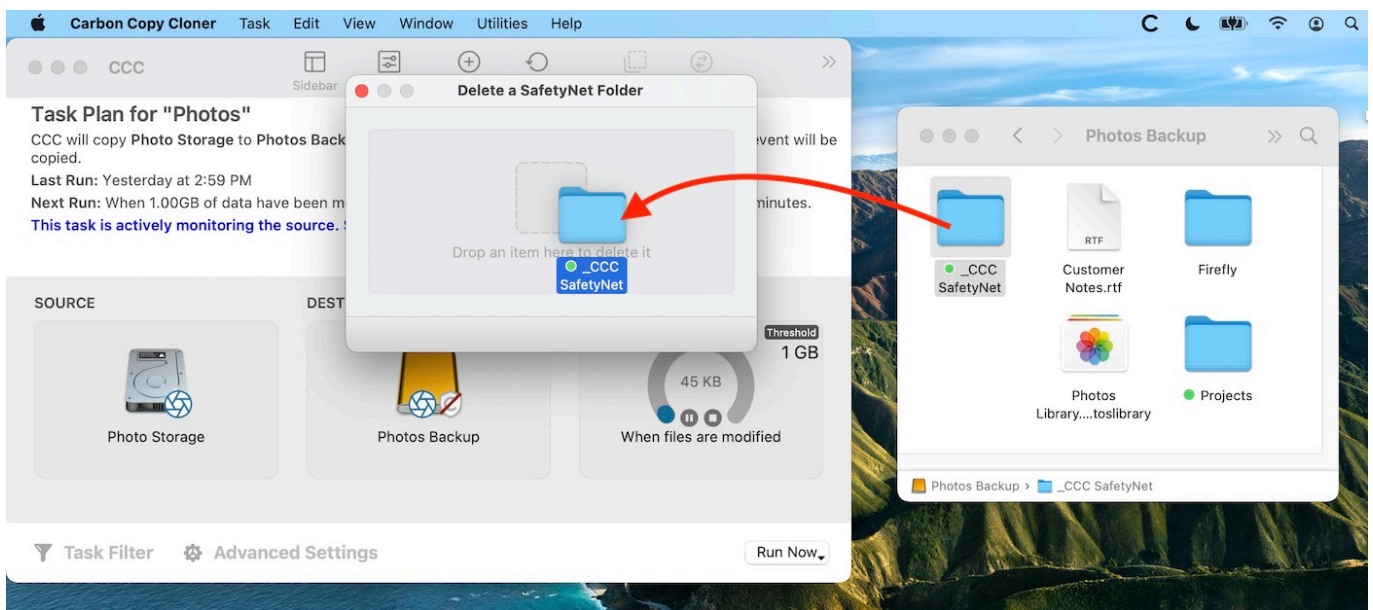 Carbon Copy Cloner Task Edit View Window Utilities Help
CCC
Sidebar
Task Plan for "Photos"
CCC will copy Photo Storage to Photos Back
event will be
copied.
Last Run: Yesterday at 2:59 PM
Next Run: When 1.00GB of data have been m
minutes.
This task is actively monitoring the source.
SOURCE
DEST
Photo Storage
Photos Backup
Threshold
1 GB
45 KB
When files are modified
Task Filter
Advanced Settings
Run Now
Delete a SafetyNet Folder
Drop an item here to delete it
_CCC
SafetyNet
Photos Backup
_CCC
SafetyNet
RTF
Customer
Notes.rtf
Firefly
Photos
Library....toslibrary
Projects
Photos Backup › _CCC SafetyNet